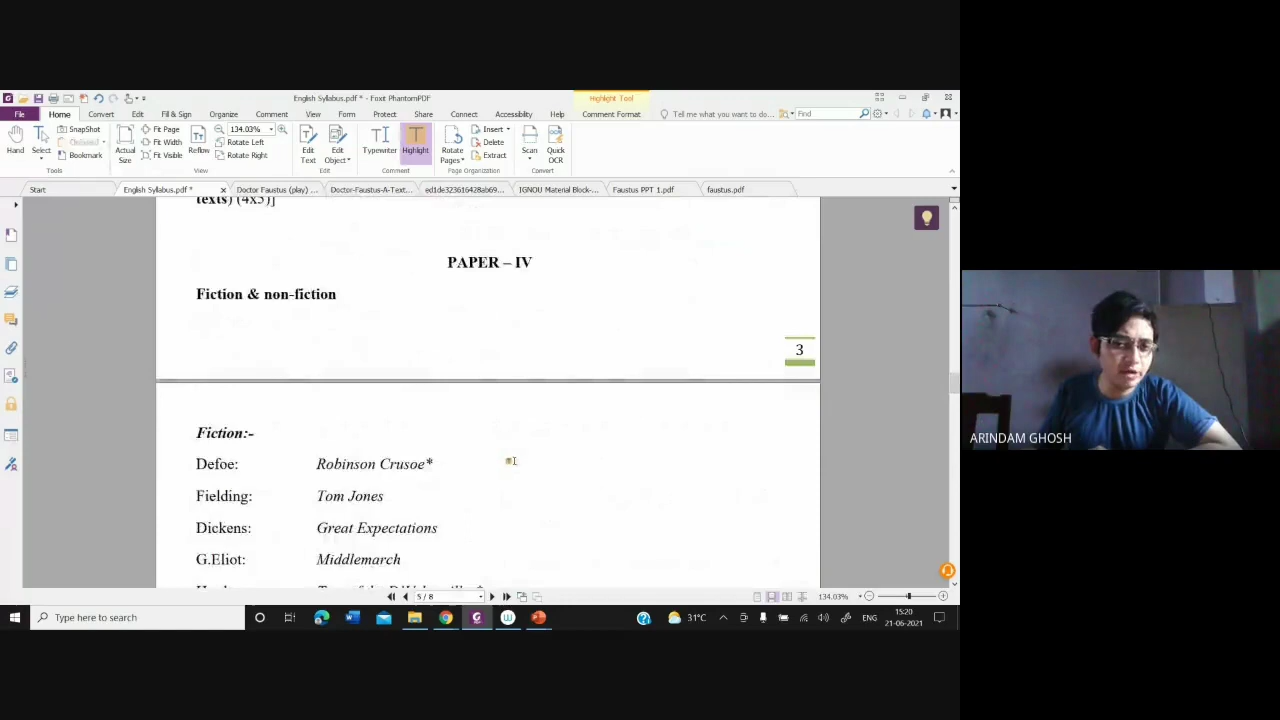 English Syllabus.pdf * - Foxit PhantomPDF
Highlight Tool
File Home Convert Edit Fill & Sign Organize Comment View Form Protect Share Connect Accessibility Help Comment Format Tell me what you want to do... Find
Hand
Select
SnapShot
Clipboard
Bookmark
Actual Size
Fit Page
Fit Width
Fit Visible
Reflow
134.03%
Rotate Left
Rotate Right
Edit Text
Edit Object
Typewriter
Highlight
Rotate Pages
Insert
Delete
Extract
Scan
Quick OCR
Tools View Edit Comment Page Organization Convert
Start English Syllabus.pdf * Doctor Faustus (play) ... Doctor-Faustus-A-Text... ed1de323616428ab69... IGNOU Material Block-... Faustus PPT 1.pdf faustus.pdf
texts) (4x5)]
PAPER – IV
Fiction & non-fiction
3
Fiction:-
Defoe: Robinson Crusoe*
Fielding: Tom Jones
Dickens: Great Expectations
G.Eliot: Middlemarch
ARINDAM GHOSH
5 / 8
134.03%
Type here to search
31°C
ENG
15:20
21-06-2021